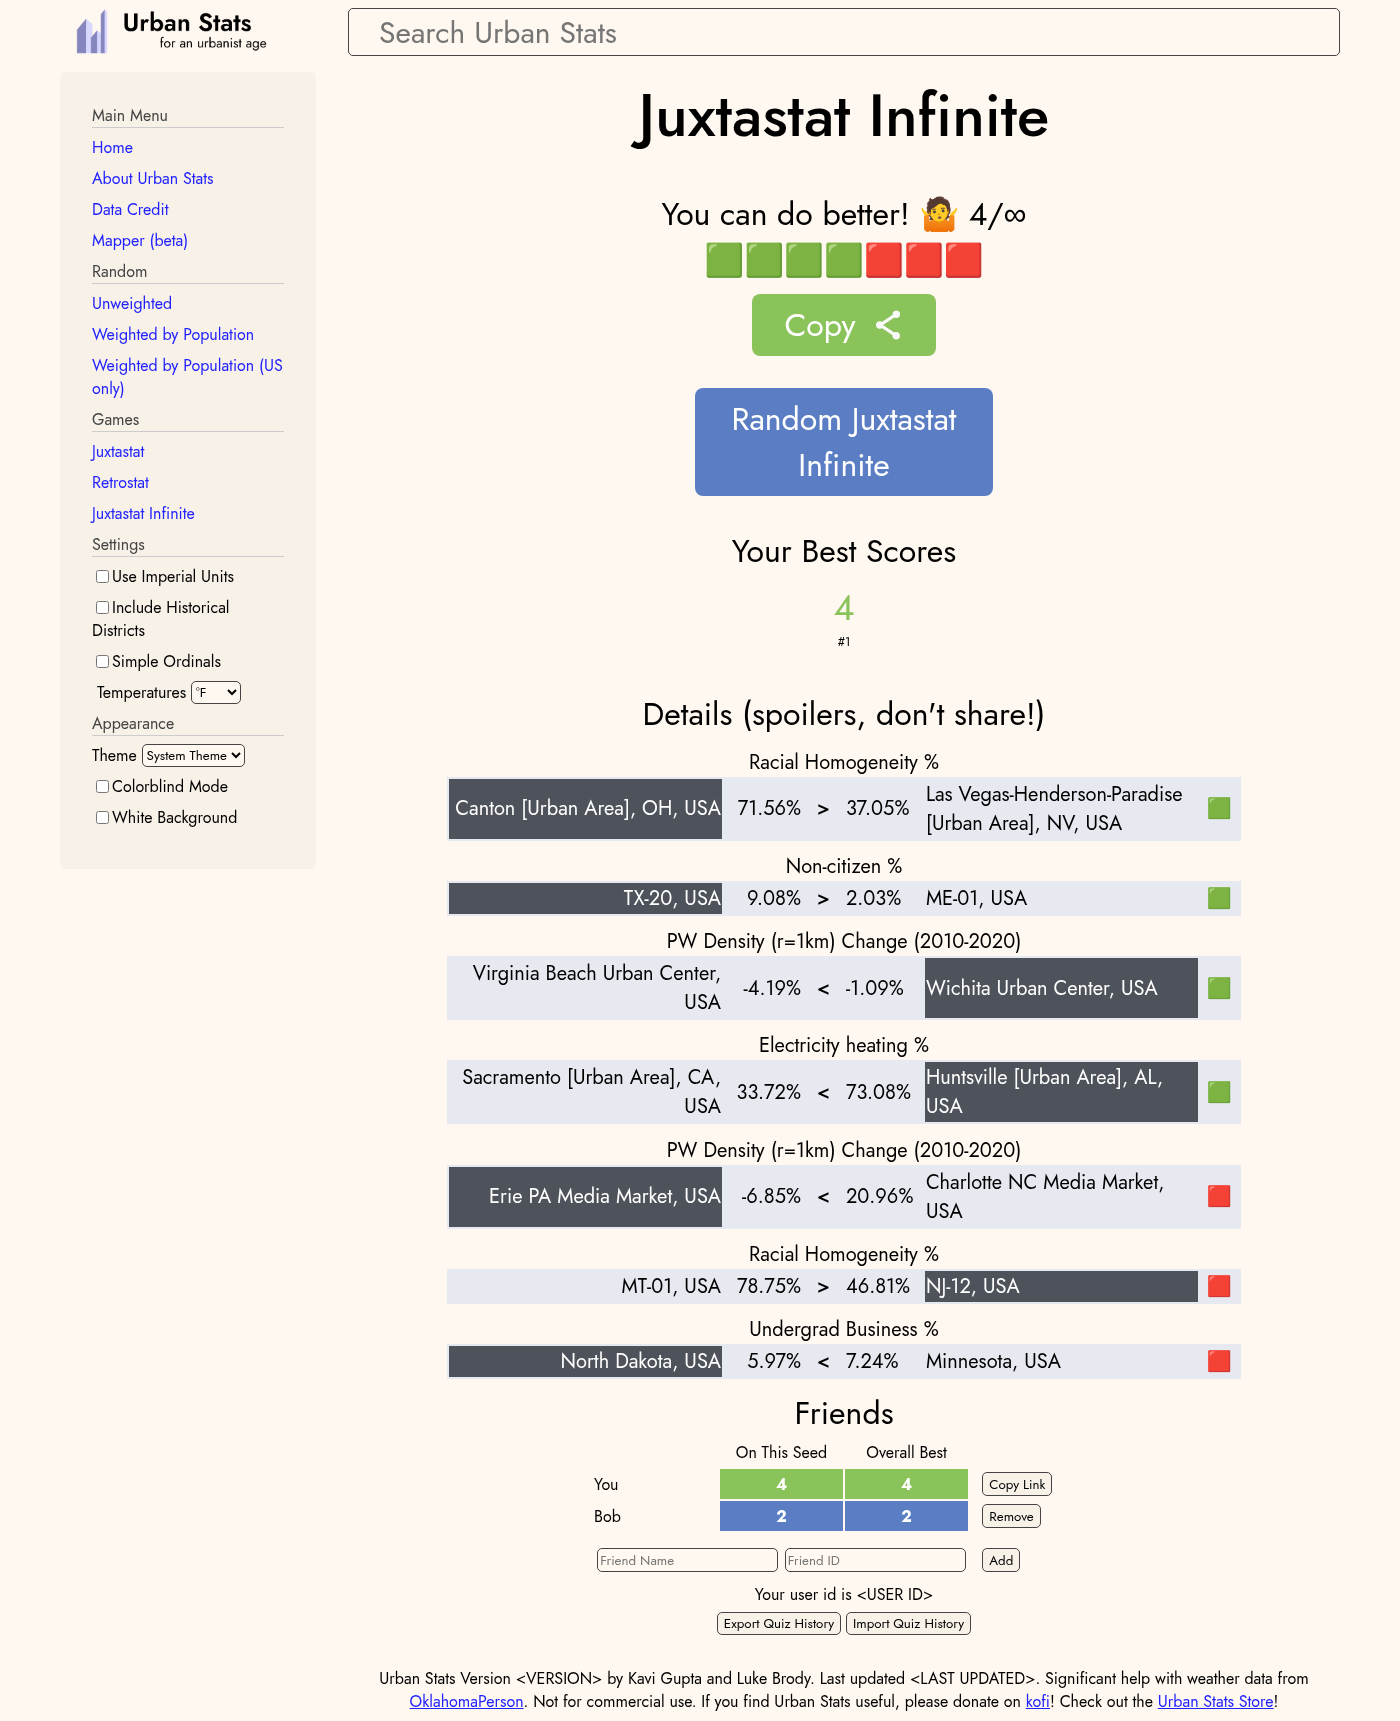 Urban Stats
for an urbanist age
Search Urban Stats
Main Menu
Home
About Urban Stats
Data Credit
Mapper (beta)
Random
Unweighted
Weighted by Population
Weighted by Population (US
only)
Games
Juxtastat
Retrostat
Juxtastat Infinite
Settings
Use Imperial Units
Include Historical
Districts
Simple Ordinals
Temperatures °F
Appearance
Theme System Theme
Colorblind Mode
White Background
Juxtastat Infinite
You can do better! 🤷 4/∞
🟩🟩🟩🟩🟥🟥🟥
Copy
Random Juxtastat
Infinite
Your Best Scores
4
#1
Details (spoilers, don't share!)
Racial Homogeneity %
Canton [Urban Area], OH, USA 71.56% > 37.05% Las Vegas-Henderson-Paradise
[Urban Area], NV, USA 🟩
Non-citizen %
TX-20, USA 9.08% > 2.03% ME-01, USA 🟩
PW Density (r=1km) Change (2010-2020)
Virginia Beach Urban Center,
USA -4.19% < -1.09% Wichita Urban Center, USA 🟩
Electricity heating %
Sacramento [Urban Area], CA,
USA 33.72% < 73.08% Huntsville [Urban Area], AL,
USA 🟩
PW Density (r=1km) Change (2010-2020)
Erie PA Media Market, USA -6.85% < 20.96% Charlotte NC Media Market,
USA 🟥
Racial Homogeneity %
MT-01, USA 78.75% > 46.81% NJ-12, USA 🟥
Undergrad Business %
North Dakota, USA 5.97% < 7.24% Minnesota, USA 🟥
Friends
On This Seed Overall Best
You 4 4 Copy Link
Bob 2 2 Remove
Friend Name Friend ID Add
Your user id is <USER ID>
Export Quiz History Import Quiz History
Urban Stats Version <VERSION> by Kavi Gupta and Luke Brody. Last updated <LAST UPDATED>. Significant help with weather data from
OklahomaPerson. Not for commercial use. If you find Urban Stats useful, please donate on kofi! Check out the Urban Stats Store!